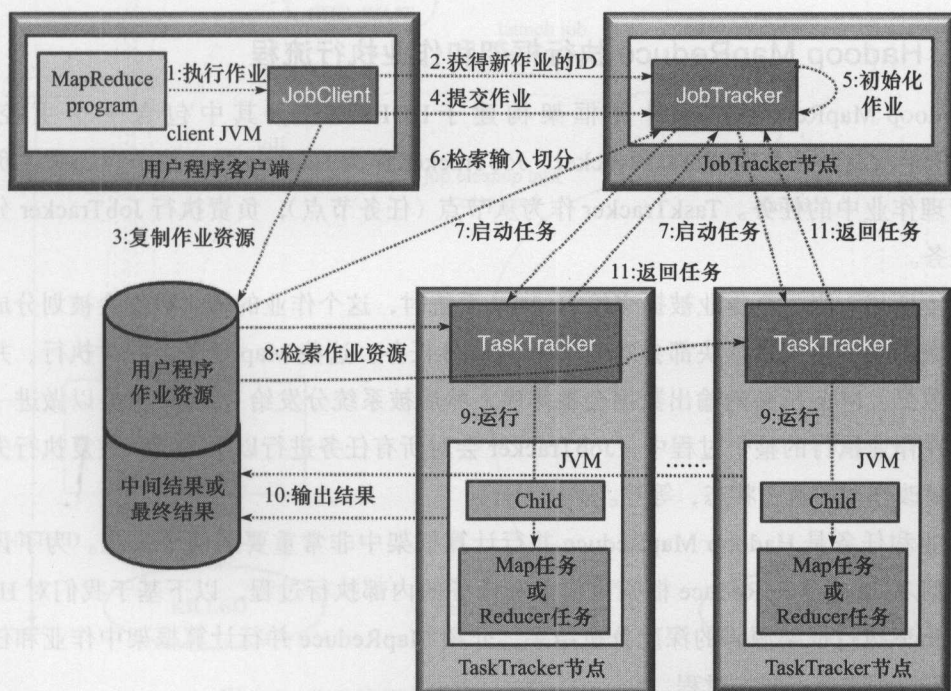 MapReduce
program
1:执行作业
JobClient
client JVM
用户程序客户端
2:获得新作业的ID
4:提交作业
JobTracker
5:初始化
作业
JobTracker节点
6:检索输入切分
3:复制作业资源
7:启动任务
11:返回任务
7:启动任务
11:返回任务
用户程序
作业资源
中间结果或
最终结果
8:检索作业资源
10:输出结果
TaskTracker
9:运行
JVM
Child
Map任务
或
Reducer任务
TaskTracker节点
……
TaskTracker
9:运行
JVM
Child
Map任务
或
Reducer任务
TaskTracker节点